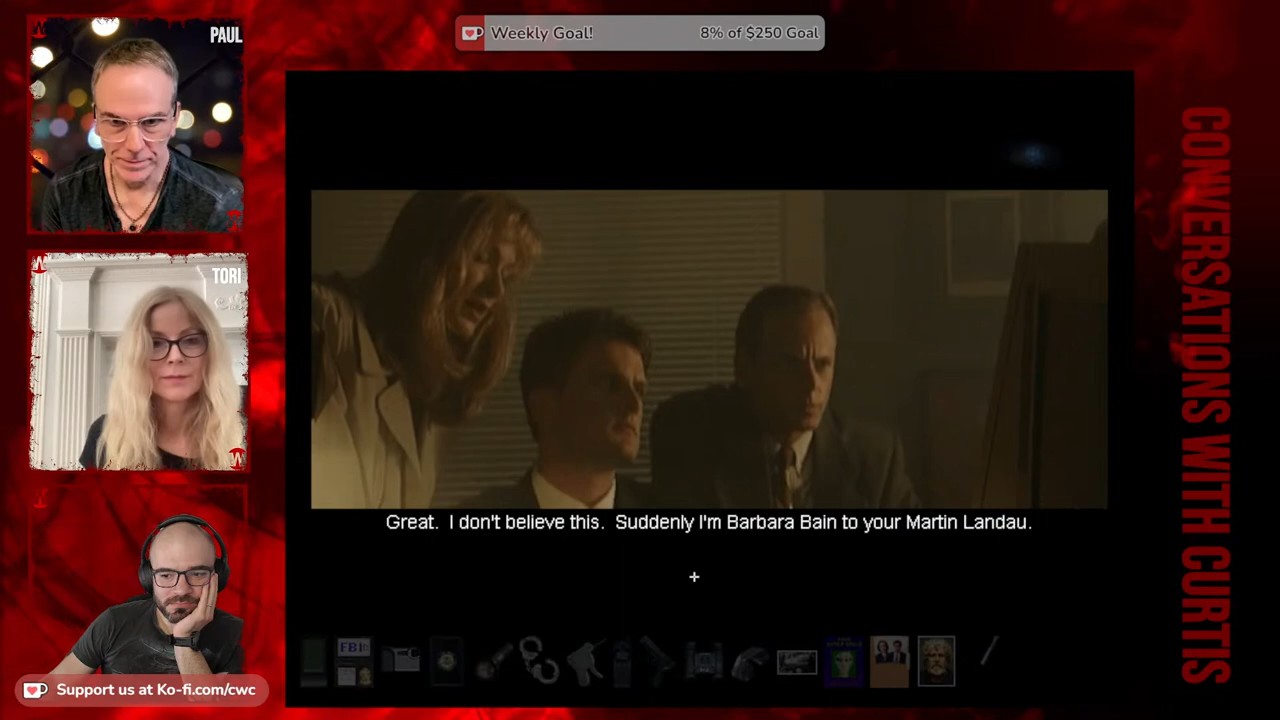 PAUL
Weekly Goal!
8% of $250 Goal
TORI
CONVERSATIONS WITH CURTIS
Great. I don't believe this. Suddenly I'm Barbara Bain to your Martin Landau.
FBI
Support us at Ko-fi.com/cwc